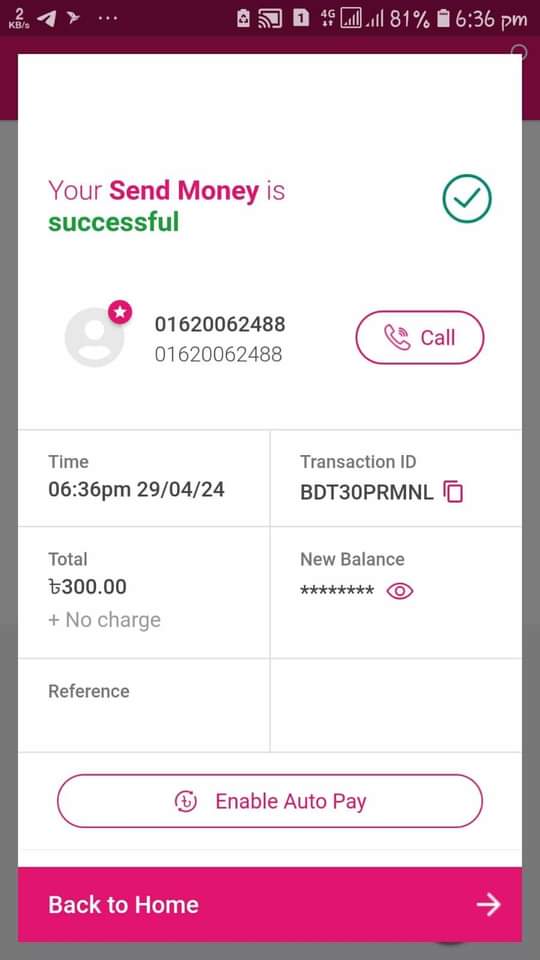 2
KB/s
...
1
4G
81%
6:36 pm
Your Send Money is
successful
01620062488
01620062488
Call
Time
06:36pm 29/04/24
Transaction ID
BDT30PRMNL
Total
৳300.00
+ No charge
New Balance
********
Reference
৳
Enable Auto Pay
Back to Home